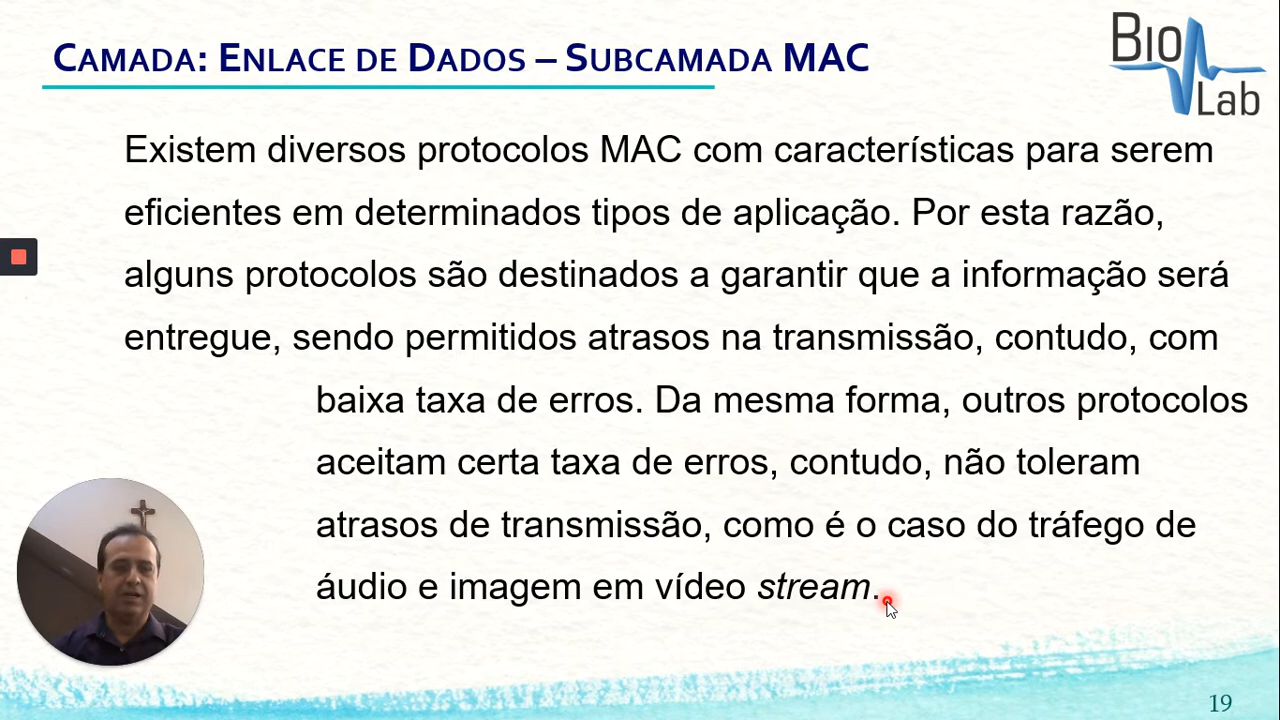 CAMADA: ENLACE DE DADOS – SUBCAMADA MAC
Bio
Lab
Existem diversos protocolos MAC com características para serem
eficientes em determinados tipos de aplicação. Por esta razão,
alguns protocolos são destinados a garantir que a informação será
entregue, sendo permitidos atrasos na transmissão, contudo, com
baixa taxa de erros. Da mesma forma, outros protocolos
aceitam certa taxa de erros, contudo, não toleram
atrasos de transmissão, como é o caso do tráfego de
áudio e imagem em vídeo stream.
19